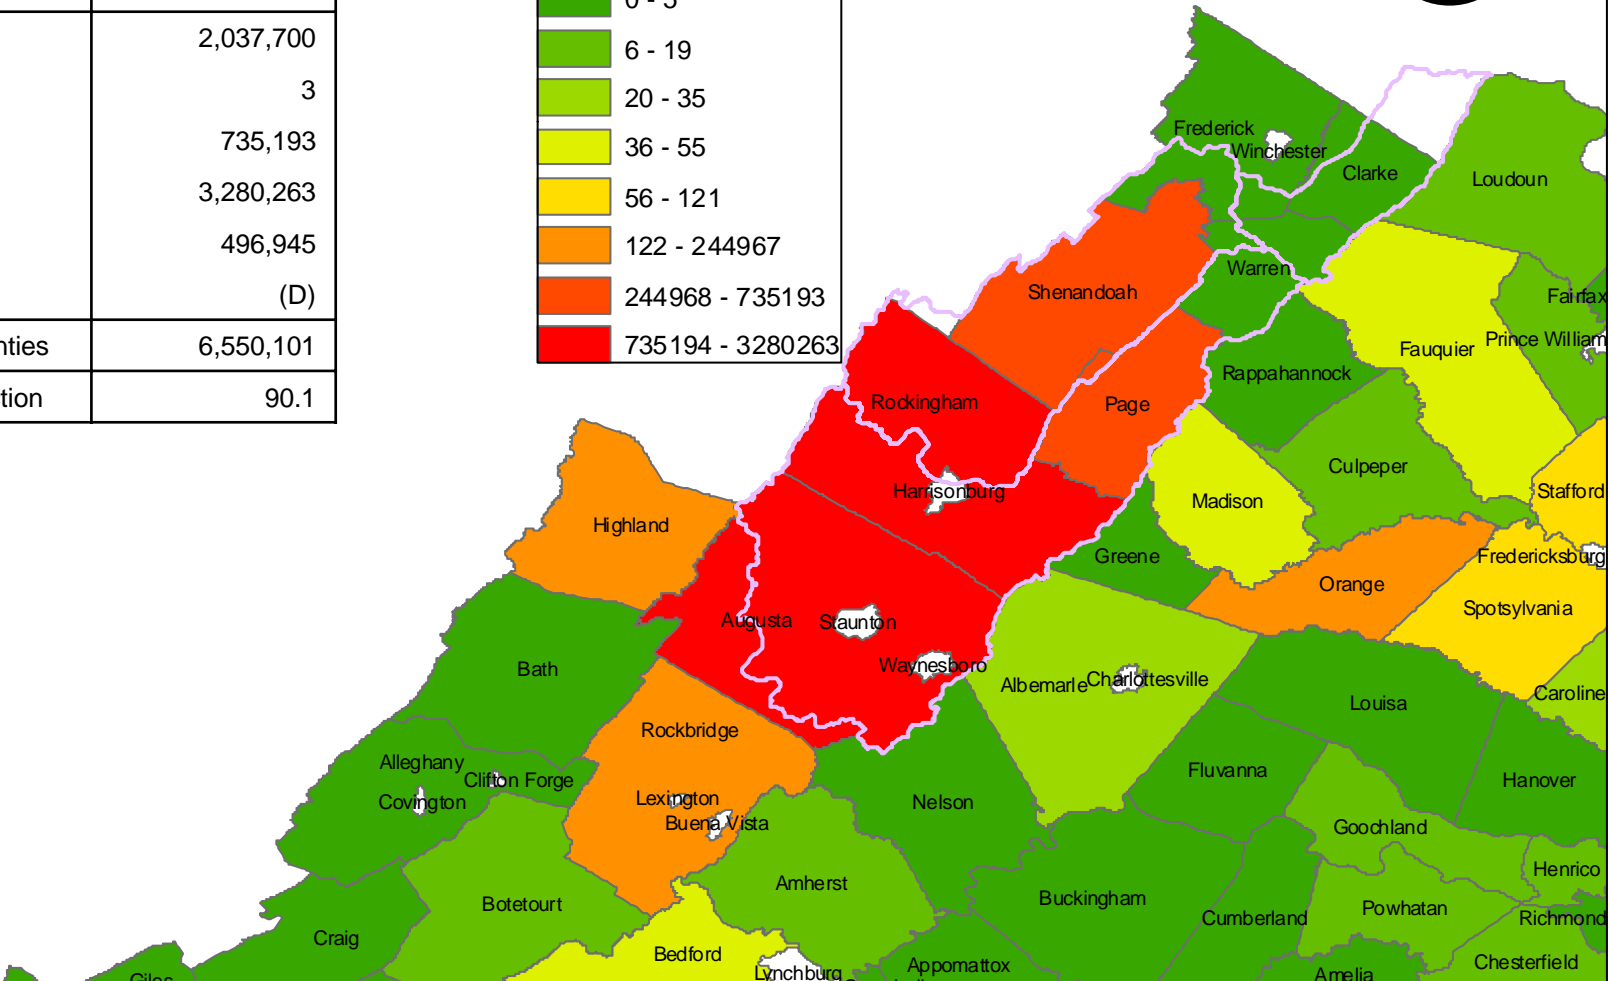 2,037,700
3
735,193
3,280,263
496,945
(D)
nties 6,550,101
tion 90.1
0 - 5
6 - 19
20 - 35
36 - 55
56 - 121
122 - 244967
244968 - 735193
735194 - 3280263
Frederick
Winchester
Clarke
Loudoun
Warren
Shenandoah
Fairfax
Prince William
Fauquier
Rappahannock
Page
Rockingham
Culpeper
Harrisonburg
Madison
Stafford
Highland
Greene
Fredericksburg
Orange
Spotsylvania
Augusta
Staunton
Waynesboro
Bath
Albemarle
Charlottesville
Caroline
Louisa
Rockbridge
Alleghany
Clifton Forge
Fluvanna
Hanover
Covington
Lexington
Nelson
Buena Vista
Goochland
Henrico
Amherst
Botetourt
Buckingham
Powhatan
Cumberland
Richmond
Craig
Bedford
Appomattox
Chesterfield
Lynchburg
Amelia
Giles